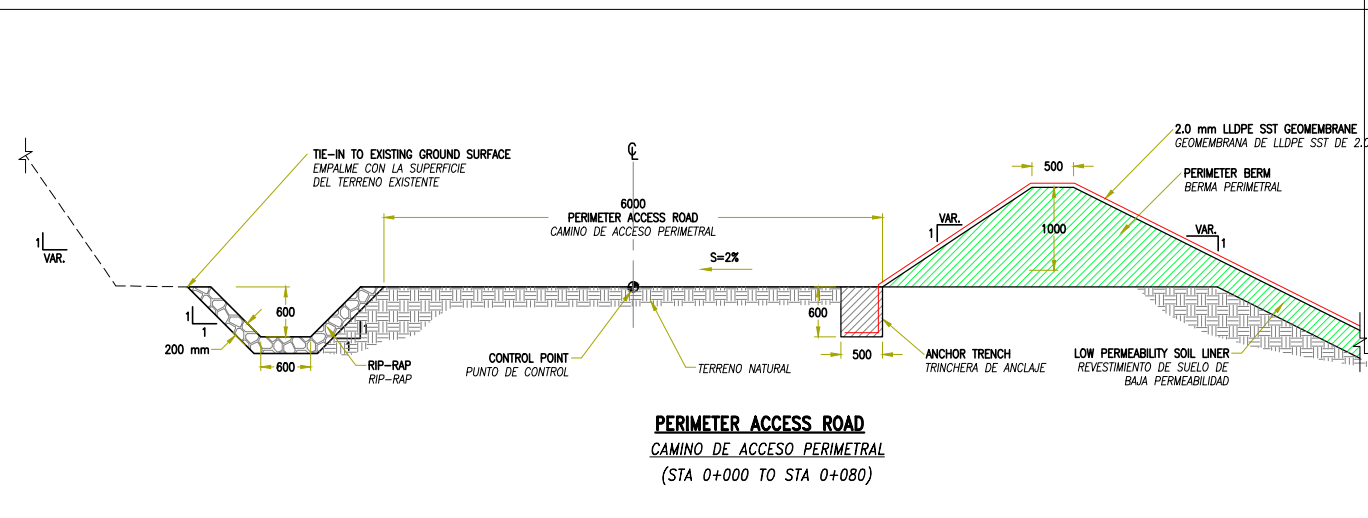 TIE-IN TO EXISTING GROUND SURFACE
EMPALME CON LA SUPERFICIE
DEL TERRENO EXISTENTE
1
VAR.
1
1
200 mm
600
600
1
1
RIP-RAP
RIP-RAP
℄
6000
PERIMETER ACCESS ROAD
CAMINO DE ACCESO PERIMETRAL
S=2%
CONTROL POINT
PUNTO DE CONTROL
TERRENO NATURAL
600
500
ANCHOR TRENCH
TRINCHERA DE ANCLAJE
VAR.
1
500
1000
2.0 mm LLDPE SST GEOMEMBRANE
GEOMEMBRANA DE LLDPE SST DE 2.0
PERIMETER BERM
BERMA PERIMETRAL
VAR.
1
LOW PERMEABILITY SOIL LINER
REVESTIMIENTO DE SUELO DE
BAJA PERMEABILIDAD
PERIMETER ACCESS ROAD
CAMINO DE ACCESO PERIMETRAL
(STA 0+000 TO STA 0+080)